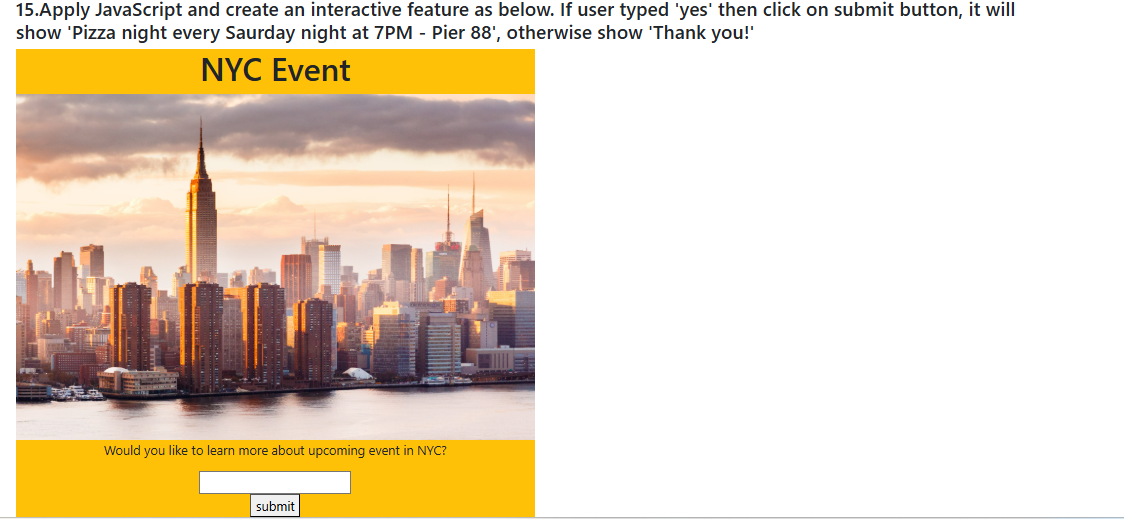 15.Apply JavaScript and create an interactive feature as below. If user typed 'yes' then click on submit button, it will
show 'Pizza night every Saurday night at 7PM - Pier 88', otherwise show 'Thank you!'
NYC Event
Would you like to learn more about upcoming event in NYC?
submit